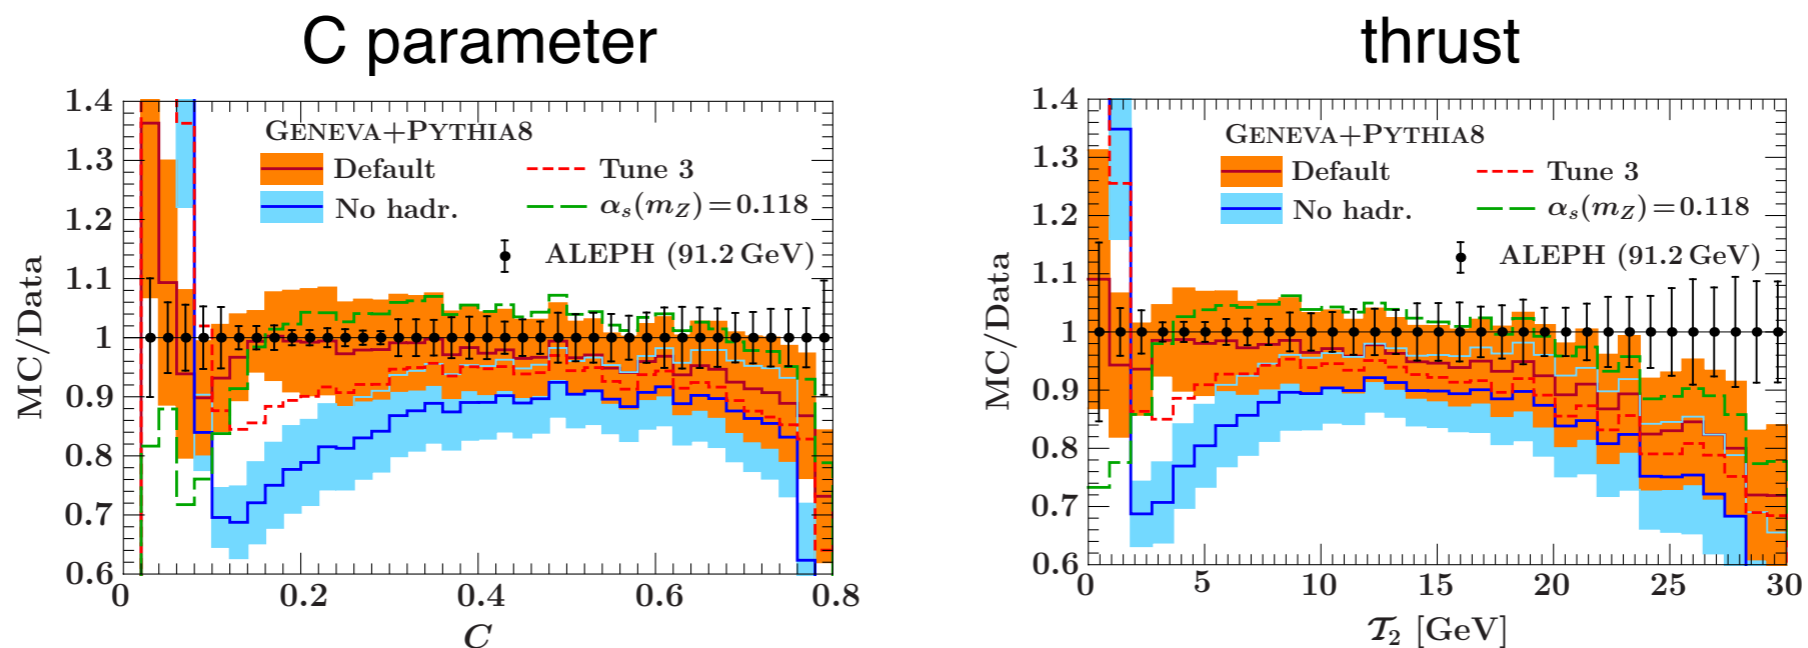 C parameter
1.4
1.3
1.2
1.1
1
0.9
0.8
0.7
0.6
MC/Data
GENEVA+PYTHIA8
Default
Tune 3
No hadr.
αs(mZ)=0.118
ALEPH (91.2 GeV)
0
0.2
0.4
0.6
0.8
C
thrust
1.4
1.3
1.2
1.1
1
0.9
0.8
0.7
0.6
MC/Data
GENEVA+PYTHIA8
Default
Tune 3
No hadr.
αs(mZ)=0.118
ALEPH (91.2 GeV)
0
5
10
15
20
25
30
𝒯2 [GeV]